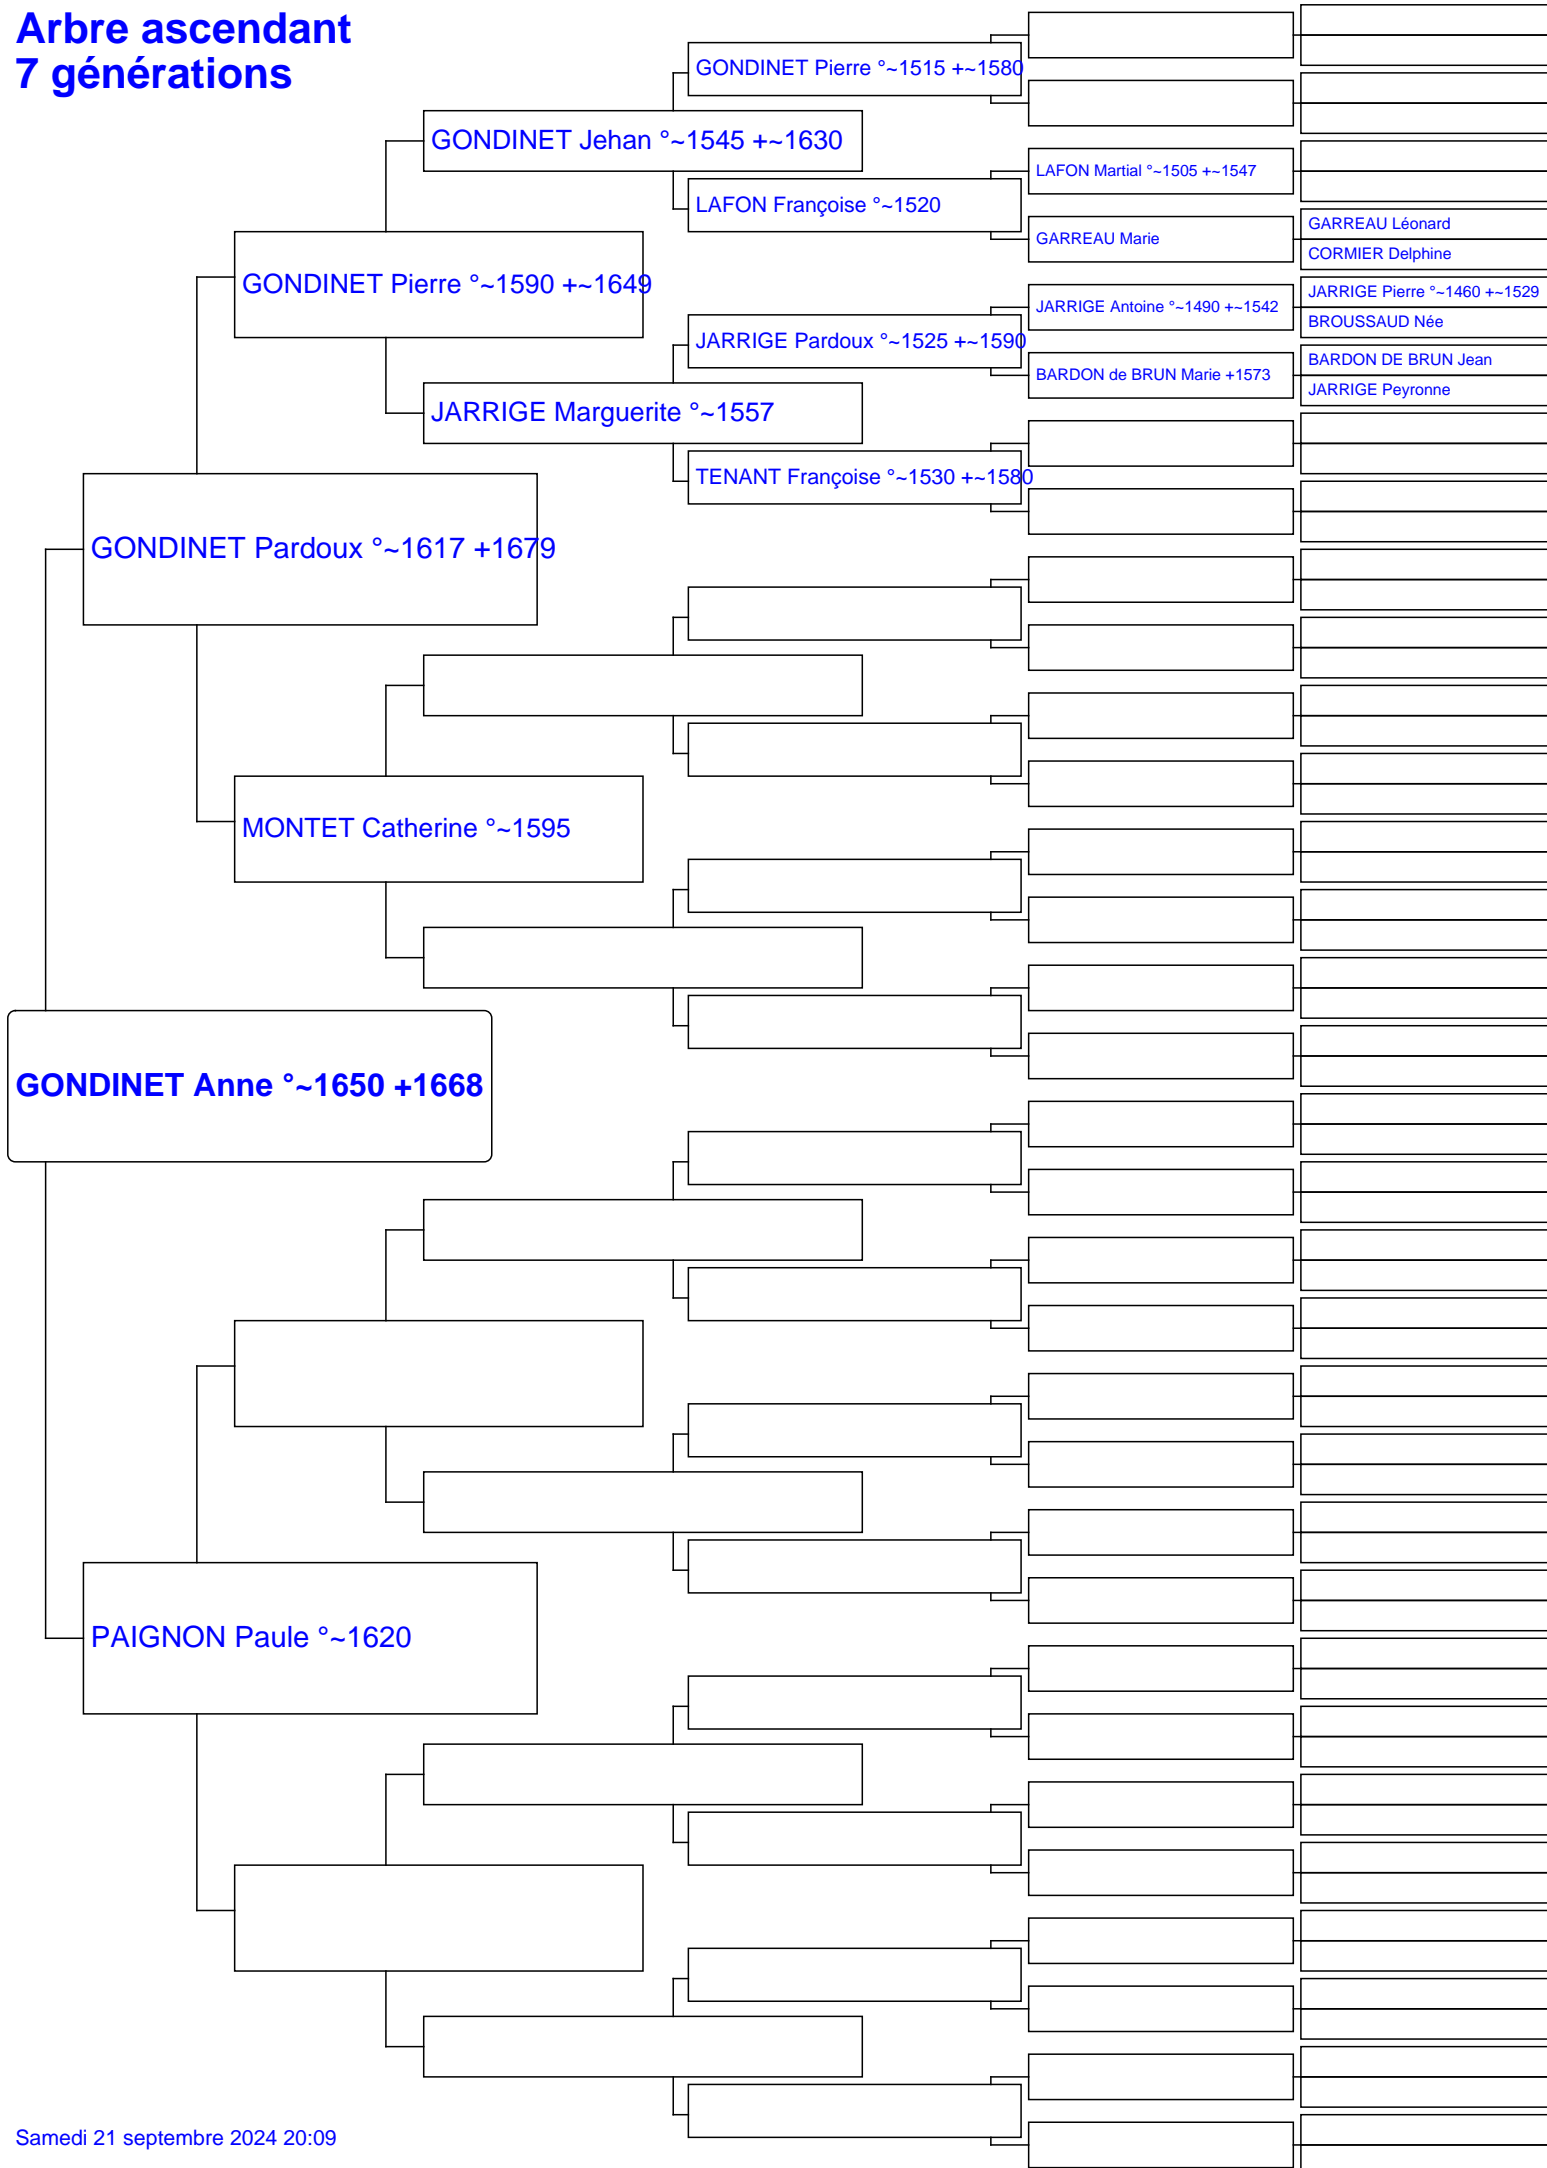 Arbre ascendant
7 générations
GONDINET Pierre °~1515 +~1580
GONDINET Jehan °~1545 +~1630
LAFON Martial °~1505 +~1547
LAFON Françoise °~1520
GARREAU Léonard
GARREAU Marie
CORMIER Delphine
GONDINET Pierre °~1590 +~1649
JARRIGE Pierre °~1460 +~1529
JARRIGE Antoine °~1490 +~1542
BROUSSAUD Née
JARRIGE Pardoux °~1525 +~1590
BARDON DE BRUN Jean
BARDON de BRUN Marie +1573
JARRIGE Peyronne
JARRIGE Marguerite °~1557
TENANT Françoise °~1530 +~1580
GONDINET Pardoux °~1617 +1679
MONTET Catherine °~1595
GONDINET Anne °~1650 +1668
PAIGNON Paule °~1620
Samedi 21 septembre 2024 20:09